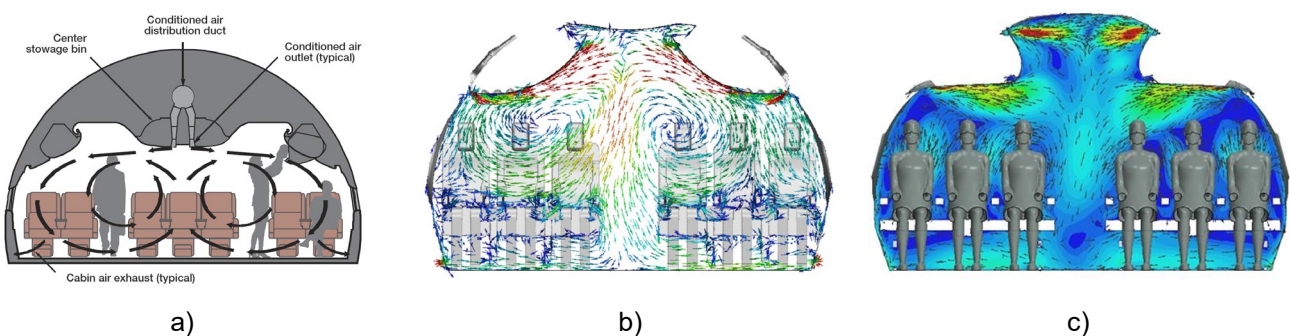 Conditioned air
distribution duct
Center
stowage bin
Conditioned air
outlet (typical)
Cabin air exhaust (typical)
a)
b)
c)